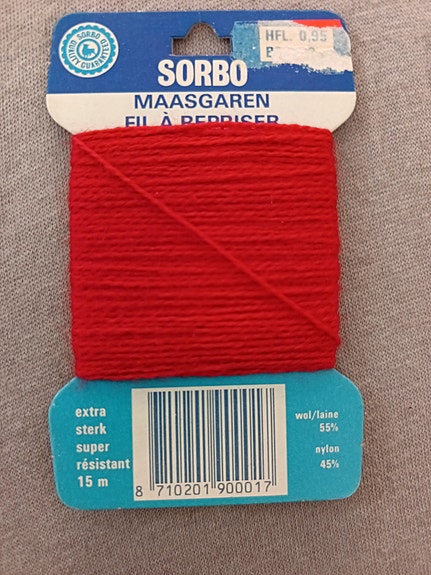 SORBO QUALITY GUARANTEED
HFL. 0,95
SORBO
MAASGAREN
FIL À REPRISER
extra
sterk
super
résistant
15 m
wol/laine
55%
nylon
45%
8 710201 900017